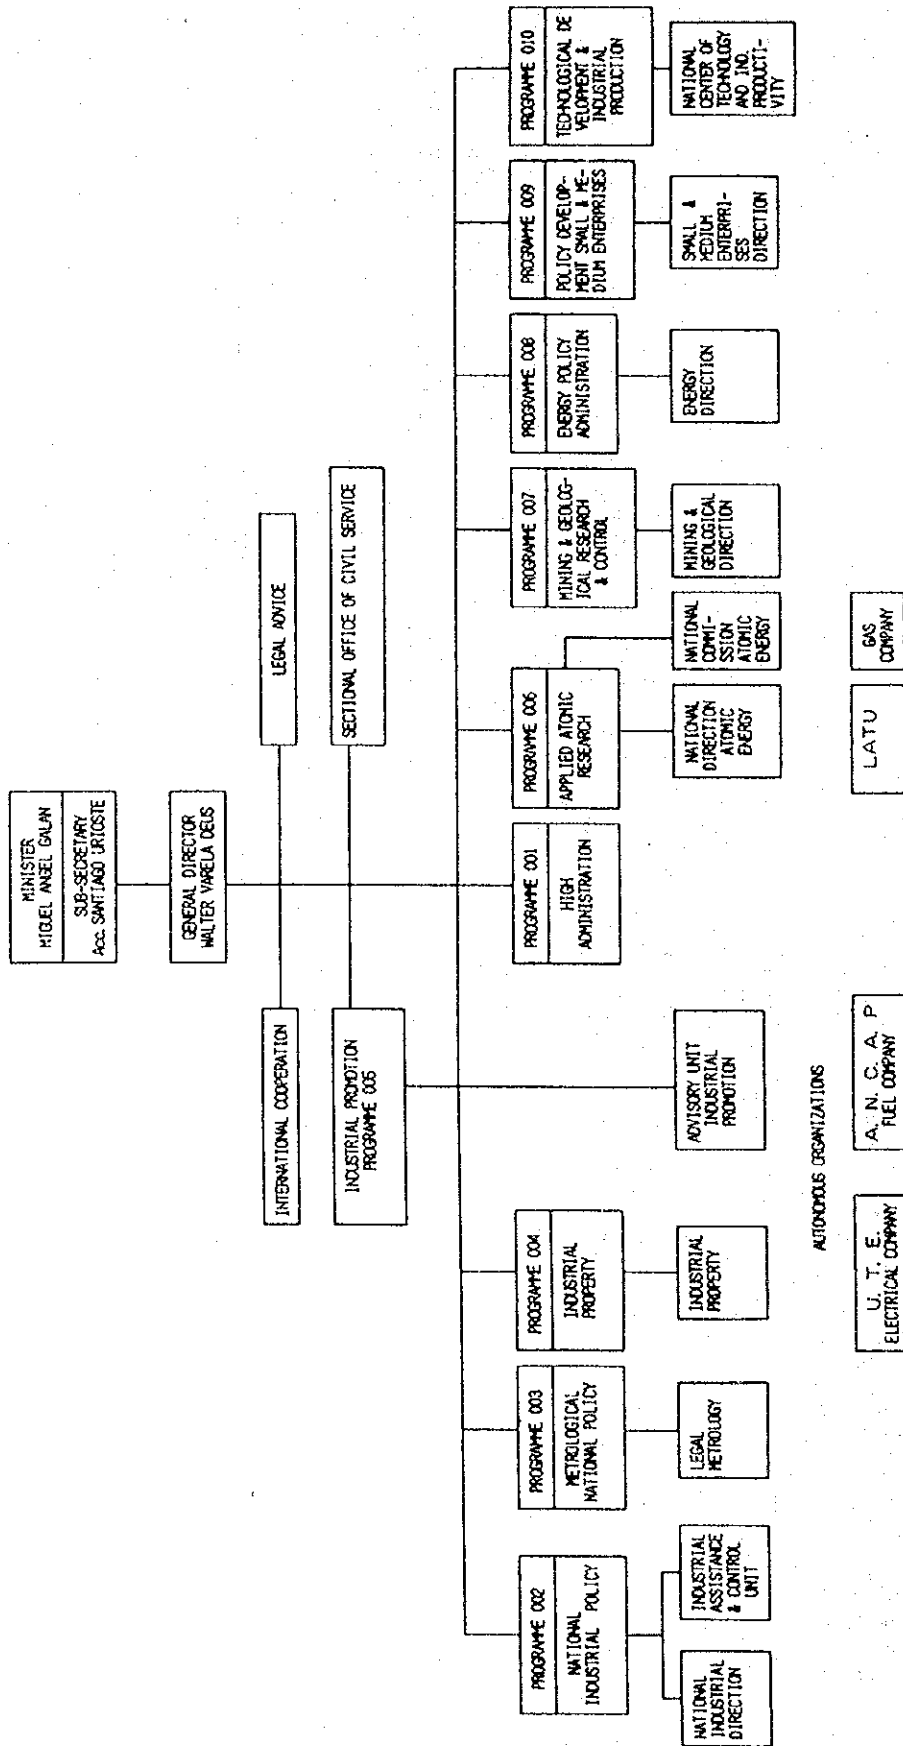 MINISTER
MIGUEL ANGEL GALAN
SUB-SECRETARY
Acc. SANTIAGO URIOSTE
GENERAL DIRECTOR
WALTER VARELA DEUS
INTERNATIONAL COOPERATION
LEGAL ADVICE
INDUSTRIAL PROMOTION
PROGRAMME 005
SECTIONAL OFFICE OF CIVIL SERVICE
PROGRAMME 002
NATIONAL
INDUSTRIAL POLICY
PROGRAMME 003
METROLOGICAL
NATIONAL POLICY
PROGRAMME 004
INDUSTRIAL
PROPERTY
PROGRAMME 001
HIGH
ADMINISTRATION
PROGRAMME 006
APPLIED ATOMIC
RESEARCH
PROGRAMME 007
MINING & GEOLOG-
ICAL RESEARCH
& CONTROL
PROGRAMME 008
ENERGY POLICY
ADMINISTRATION
PROGRAMME 009
POLICY DEVELOP-
MENT SMALL & ME-
DIUM ENTERPRISES
PROGRAMME 010
TECHNOLOGICAL DE
VELOPMENT &
INDUSTRIAL
PRODUCTION
NATIONAL
INDUSTRIAL
DIRECTION
INDUSTRIAL
ASSISTANCE
& CONTROL
UNIT
LEGAL
METROLOGY
INDUSTRIAL
PROPERTY
ADVISORY UNIT
INDUSTRIAL
PROMOTION
NATIONAL
DIRECTION
ATOMIC
ENERGY
NATIONAL
COMMI-
SSION
ATOMIC
ENERGY
MINING &
GEOLOGICAL
DIRECTION
ENERGY
DIRECTION
SMALL &
MEDIUM
ENTERPRI-
SES
DIRECTION
NATIONAL
CENTER OF
TECHNOLOGY
AND IND.
PRODUCTI-
VITY
AUTONOMOUS ORGANIZATIONS
U. T. E.
ELECTRICAL COMPANY
A. N. C. A. P
FUEL COMPANY
LATU
GAS
COMPANY